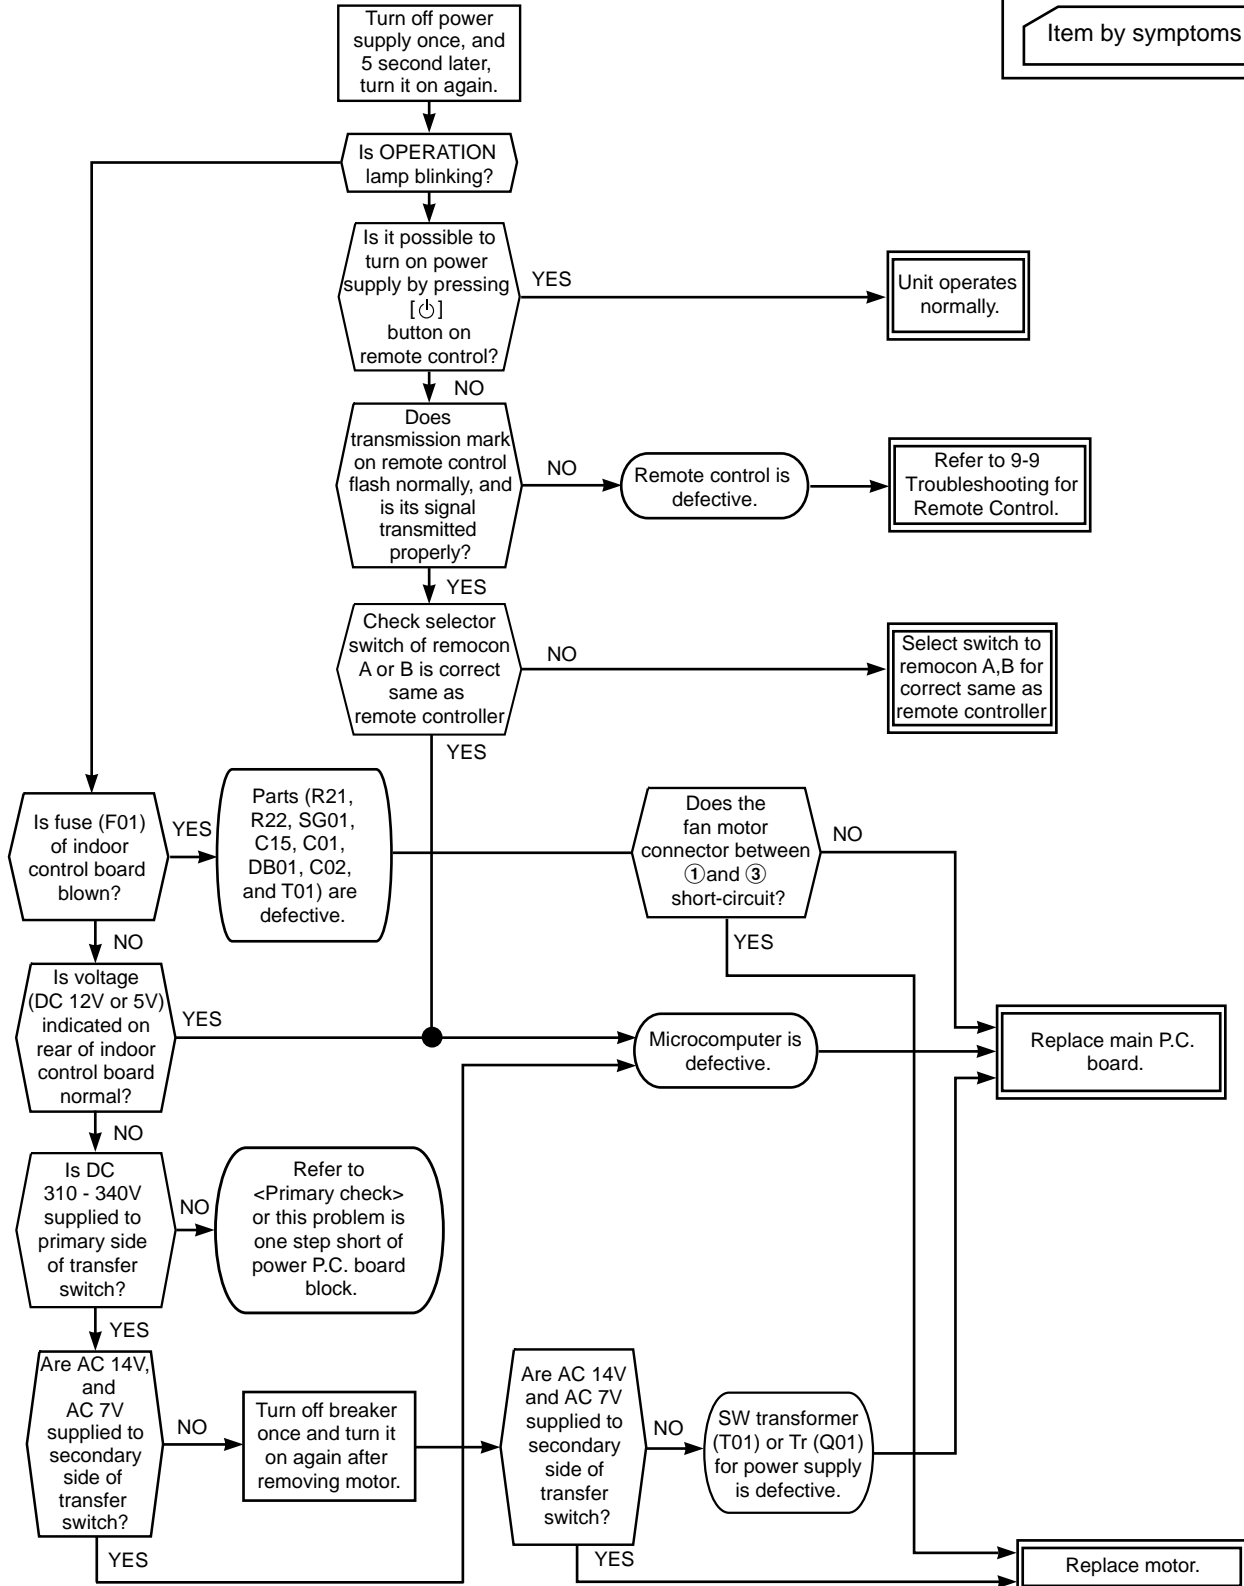 Item by symptoms
Turn off power
supply once, and
5 second later,
turn it on again.
Is OPERATION
lamp blinking?
Is it possible to
turn on power
supply by pressing
[⏻]
button on
remote control?
YES
Unit operates
normally.
NO
Does
transmission mark
on remote control
flash normally, and
is its signal
transmitted
properly?
NO
Remote control is
defective.
Refer to 9-9
Troubleshooting for
Remote Control.
YES
Check selector
switch of remocon
A or B is correct
same as
remote controller
NO
Select switch to
remocon A,B for
correct same as
remote controller
YES
Is fuse (F01)
of indoor
control board
blown?
YES
Parts (R21,
R22, SG01,
C15, C01,
DB01, C02,
and T01) are
defective.
Does the
fan motor
connector between
①and ③
short-circuit?
NO
YES
NO
Is voltage
(DC 12V or 5V)
indicated on
rear of indoor
control board
normal?
YES
Microcomputer is
defective.
Replace main P.C.
board.
NO
Is DC
310 - 340V
supplied to
primary side
of transfer
switch?
NO
Refer to
<Primary check>
or this problem is
one step short of
power P.C. board
block.
YES
Are AC 14V,
and
AC 7V
supplied to
secondary
side of
transfer
switch?
NO
Turn off breaker
once and turn it
on again after
removing motor.
Are AC 14V
and AC 7V
supplied to
secondary
side of
transfer
switch?
NO
SW transformer
(T01) or Tr (Q01)
for power supply
is defective.
YES
YES
Replace motor.